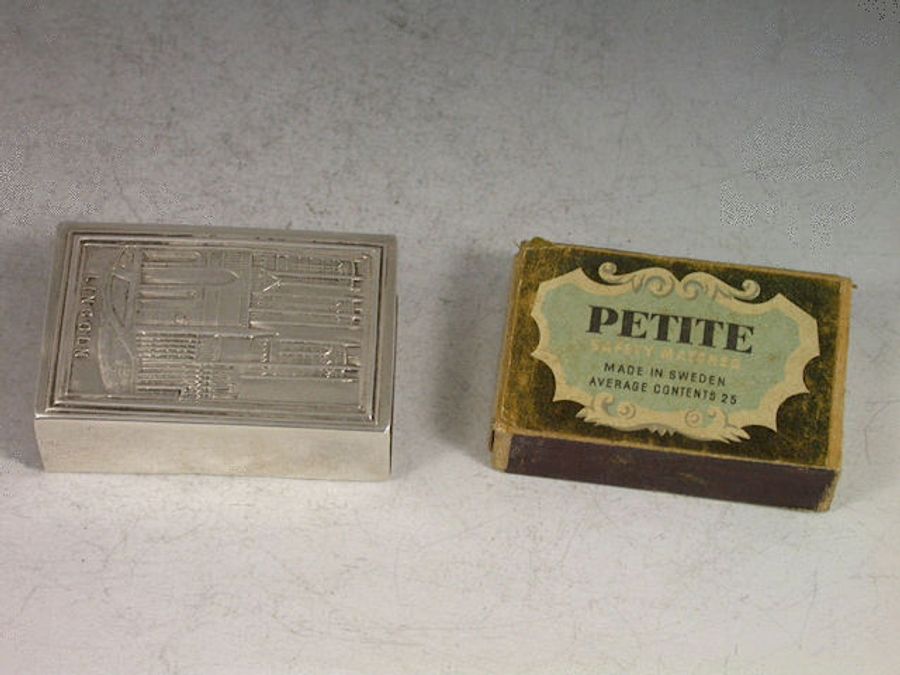 LINCOLN
PETITE
SAFETY MATCHES
MADE IN SWEDEN
AVERAGE CONTENTS 25